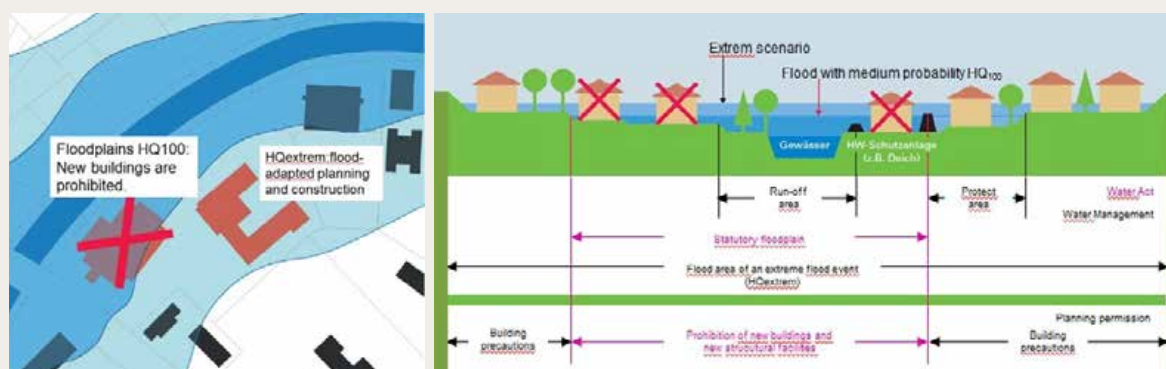 Floodplains HQ100:
New buildings are
prohibited.
HQextrem:flood-
adapted planning
and construction
Extrem scenario
Flood with medium probability HQ100
Gewässer
HW-Schutzanlage
(z.B. Deich)
Run-off
area
Protect
area
Water Act
Water Management
Statutory floodplain
Flood area of an extreme flood event
(HQextrem)
Planning permission
Building
precautions
Prohibition of new buildings and
new strucutural facilities
Building
precautions